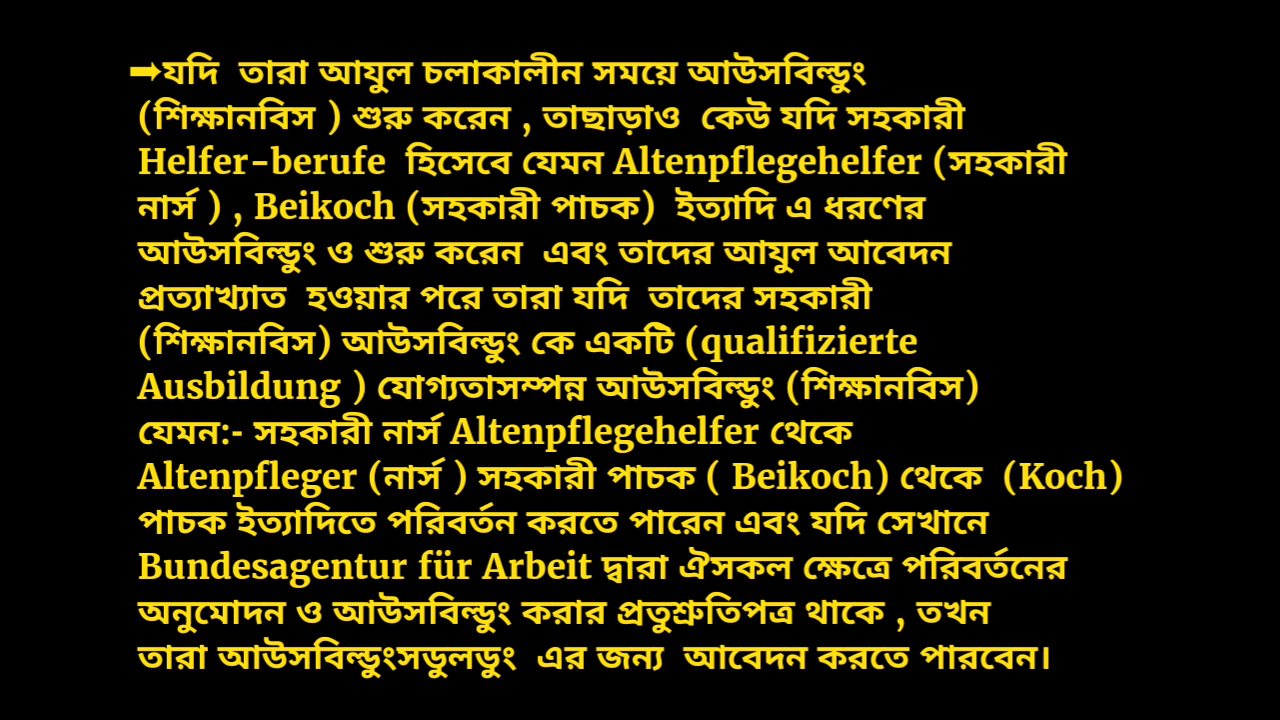 ➡যদি তারা আযুল চলাকালীন সময়ে আউসবিল্ডুং
(শিক্ষানবিস ) শুরু করেন , তাছাড়াও কেউ যদি সহকারী
Helfer-berufe হিসেবে যেমন Altenpflegehelfer (সহকারী
নার্স ) , Beikoch (সহকারী পাচক) ইত্যাদি এ ধরণের
আউসবিল্ডুং ও শুরু করেন এবং তাদের আযুল আবেদন
প্রত্যাখ্যাত হওয়ার পরে তারা যদি তাদের সহকারী
(শিক্ষানবিস) আউসবিল্ডুং কে একটি (qualifizierte
Ausbildung ) যোগ্যতাসম্পন্ন আউসবিল্ডুং (শিক্ষানবিস)
যেমন:- সহকারী নার্স Altenpflegehelfer থেকে
Altenpfleger (নার্স ) সহকারী পাচক ( Beikoch) থেকে (Koch)
পাচক ইত্যাদিতে পরিবর্তন করতে পারেন এবং যদি সেখানে
Bundesagentur für Arbeit দ্বারা ঐসকল ক্ষেত্রে পরিবর্তনের
অনুমোদন ও আউসবিল্ডুং করার প্রতুশ্রুতিপত্র থাকে , তখন
তারা আউসবিল্ডুংসডুলডুং এর জন্য আবেদন করতে পারবেন।